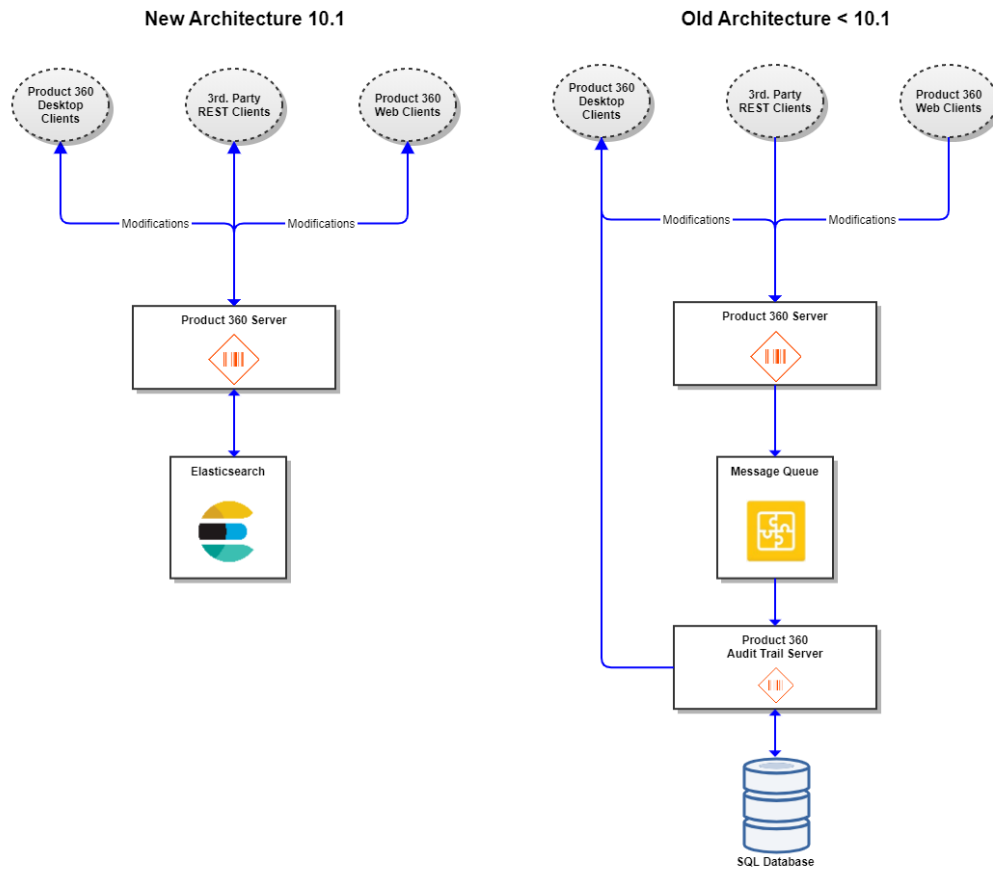 New Architecture 10.1
Product 360
Desktop
Clients
3rd. Party
REST Clients
Product 360
Web Clients
Modifications
Modifications
Product 360 Server
Elasticsearch
Old Architecture < 10.1
Product 360
Desktop
Clients
3rd. Party
REST Clients
Product 360
Web Clients
Modifications
Modifications
Product 360 Server
Message Queue
Product 360
Audit Trail Server
SQL Database